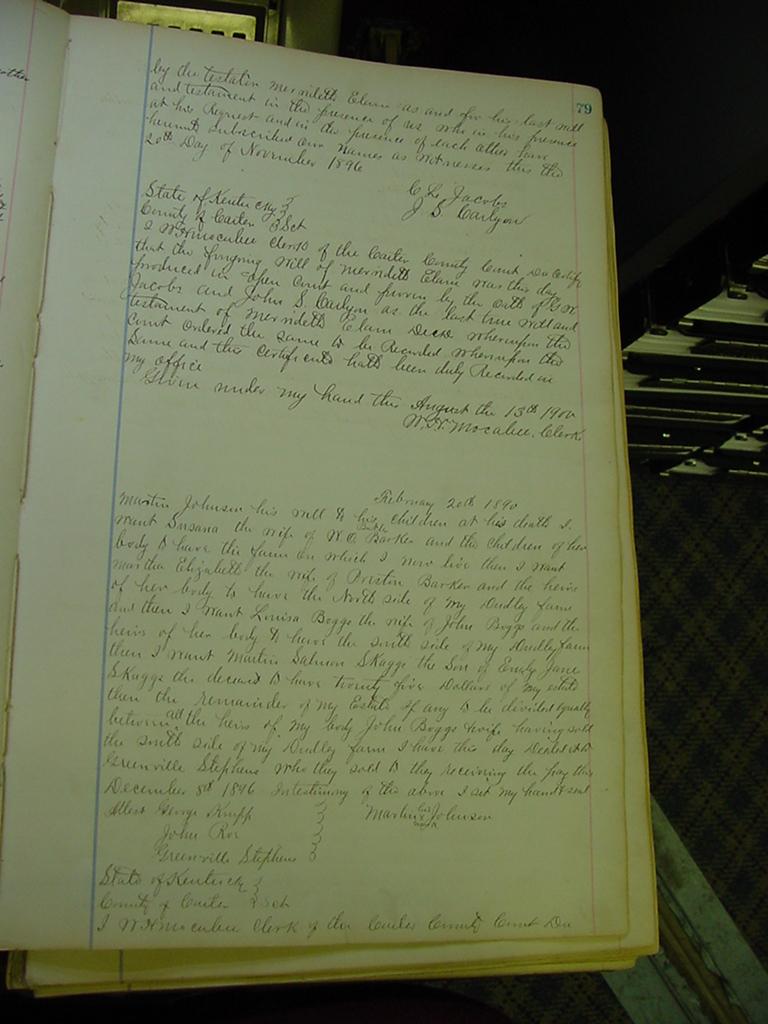 79
by the testator Merrideth Elam as and for his last will
and testament in the presence of us who in his presence
at his Request and in the presence of each other have
hereunto Subscribed our names as Witnesses this the
20th Day of November 1896
C L Jacobs
J S Carlyon
State of Kentucky }
County of Carter } Sct
I W H Mocabee Clerk of the Carter County Court Do Certify
that the foregoing Will of Merrideth Elam was this day
produced in open Court and proven by the oath of
Jacobs and John S. Carlyon as the last true Will and
testament of Merrideth Elam Decd Whereupon the
Court ordered the same to be Recorded Whereupon the
Same and this Certificate hath been duly Recorded in
my office
Given under my hand this August the 13th 1900
W. H. Mocabee, Clerk
February 20th 1890
Martin Johnson his will to his children at his death I
want Susana the wife of W. O. Barker and the children of her
body to have the farm on which I now live then I want
Martha Elizabeth the wife of Preston Barker and the heirs
of her body to have the North side of my Dudley farm
and then I want Louisa Boggs the wife of John Boggs and the
heirs of her body to have the south side of my Dudley farm
then I want Martin Salmon Skaggs the Son of Emily Jane
Skaggs the deceased to have twenty five Dollars of my estate
then the remainder of my Estate if any to be divided equally
between all the heirs of my body John Boggs & wife having sold
the south side of my Dudley farm I have this day Deeded it to
Greenville Stephens who they sold to they receiving the pay this
December 8th 1896 In testimony of the above I set my hand & seal
Attest George Knipp }
Martin his x mark Johnson
John Roe }
Greenville Stephens }
State of Kentucky }
County of Carter } Sct
I W H Mocabee Clerk of the Carter County Court Do